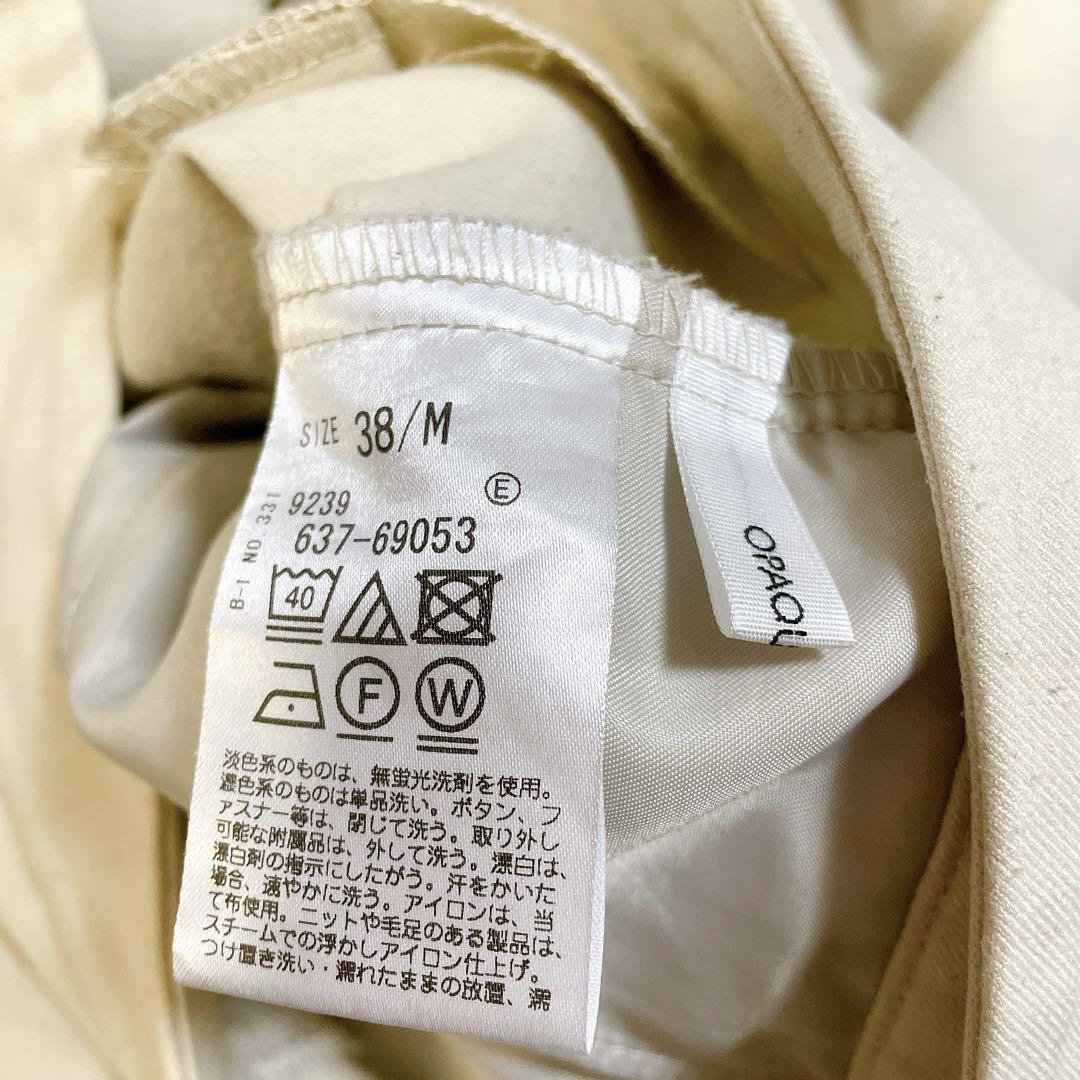 SIZE 38/M
E
B-1 NO 331
9239
637-69053
40
F
W
淡色系のものは、無蛍光洗剤を使用。
濃色系のものは単品洗い。ボタン、フ
ァスナー等は、閉じて洗う。取り外し
可能な附属品は、外して洗う。漂白は、
漂白剤の指示にしたがう。汗をかいた
場合、速やかに洗う。アイロンは、当
て布使用。ニットや毛足のある製品は、
スチームでの浮かしアイロン仕上げ。
つけ置き洗い・濡れたままの放置、濡